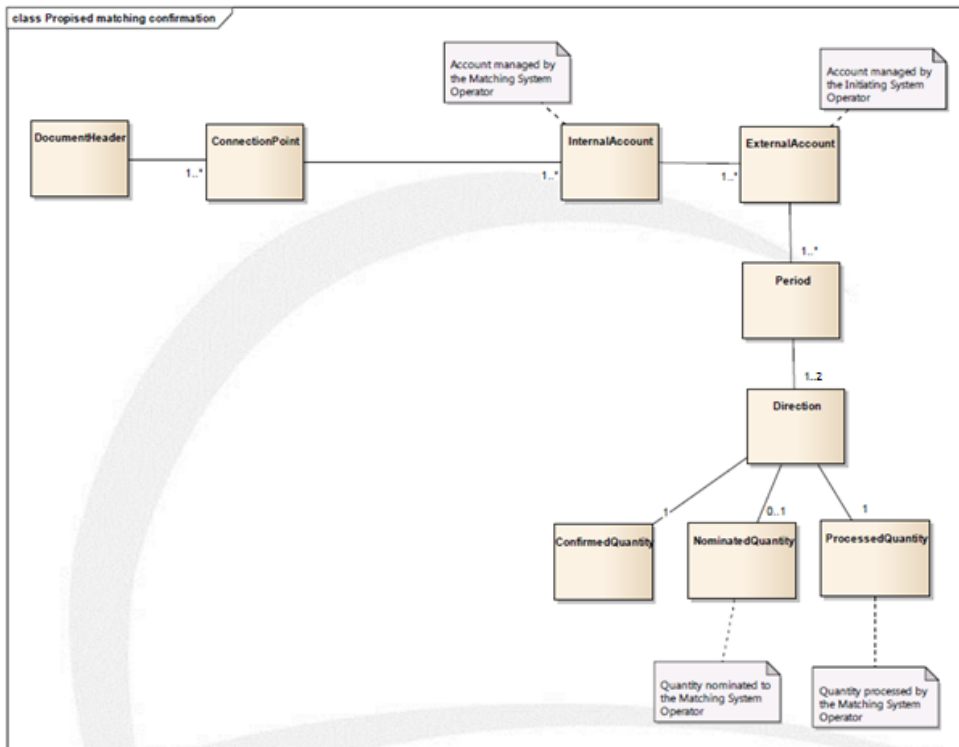 class Propised matching confirmation
Account managed by
the Matching System
Operator
Account managed by
the Initiating System
Operator
DocumentHeader
ConnectionPoint
InternalAccount
ExternalAccount
1..*
1..*
1..*
1..*
Period
1..2
Direction
1
0..1
1
ConfirmedQuantity
NominatedQuantity
ProcessedQuantity
Quantity nominated to
the Matching System
Operator
Quantity processed by
the Matching System
Operator